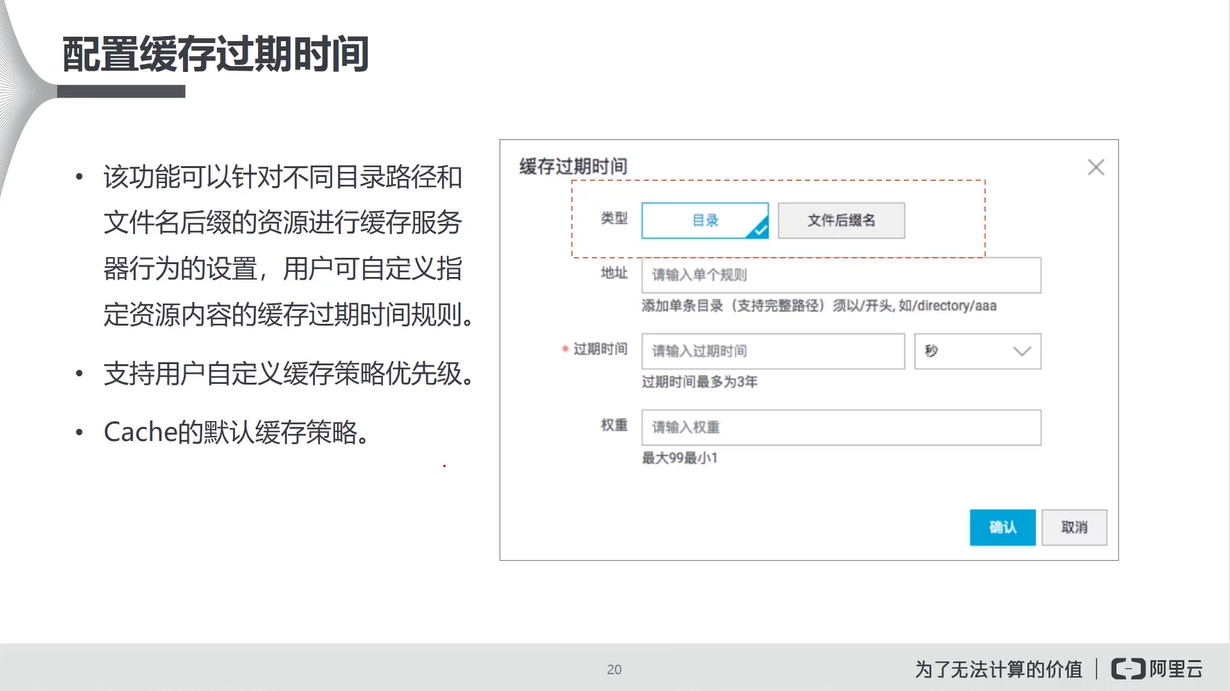 配置缓存过期时间
• 该功能可以针对不同目录路径和
文件名后缀的资源进行缓存服务
器行为的设置，用户可自定义指
定资源内容的缓存过期时间规则。
• 支持用户自定义缓存策略优先级。
• Cache的默认缓存策略。
缓存过期时间
类型 目录 文件后缀名
地址 请输入单个规则
添加单条目录（支持完整路径）须以/开头, 如/directory/aaa
* 过期时间 请输入过期时间 秒
过期时间最多为3年
权重 请输入权重
最大99最小1
确认 取消
20
为了无法计算的价值 | 阿里云